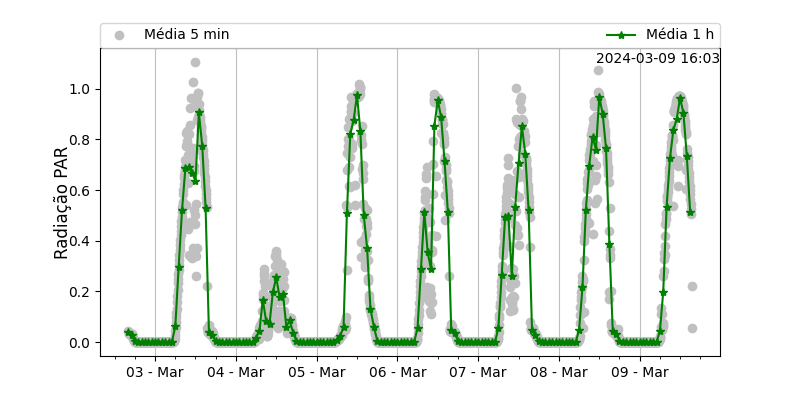 Média 5 min
Média 1 h
2024-03-09 16:03
Radiação PAR
1.0
0.8
0.6
0.4
0.2
0.0
03 - Mar
04 - Mar
05 - Mar
06 - Mar
07 - Mar
08 - Mar
09 - Mar